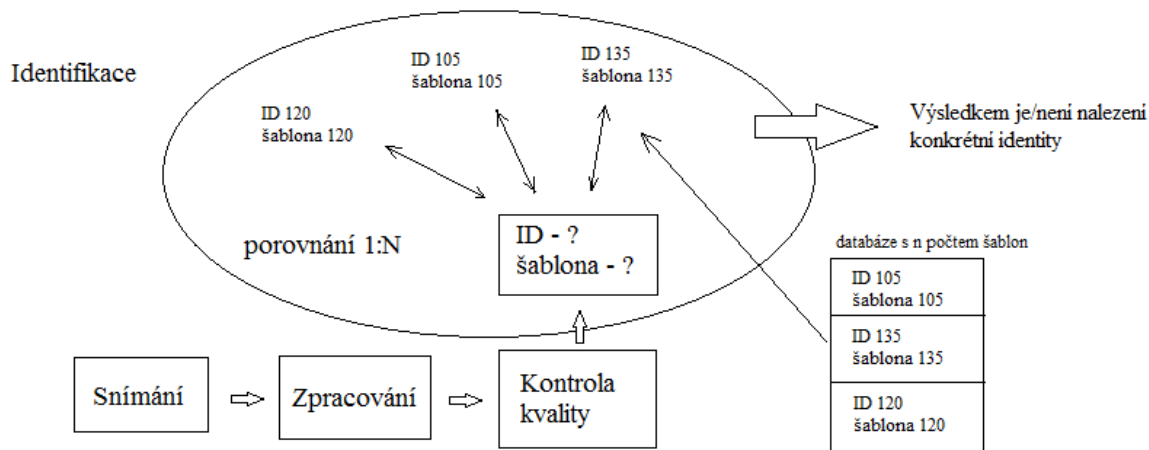 Identifikace
ID 120
šablona 120
ID 105
šablona 105
ID 135
šablona 135
Výsledkem je/není nalezení
konkrétní identity
porovnání 1:N
ID - ?
šablona - ?
databáze s n počtem šablon
ID 105
šablona 105
ID 135
šablona 135
ID 120
šablona 120
Snímání
Zpracování
Kontrola
kvality